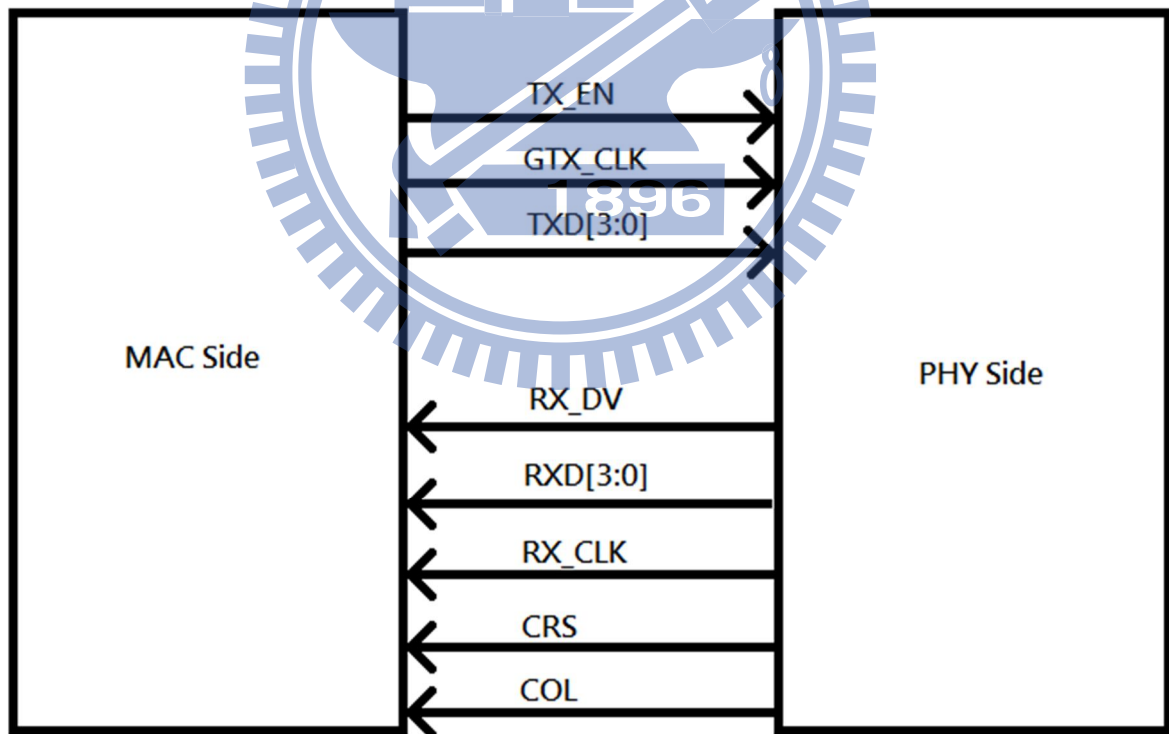 TX_EN
GTX_CLK
1896
TXD[3:0]
MAC Side
PHY Side
RX_DV
RXD[3:0]
RX_CLK
CRS
COL